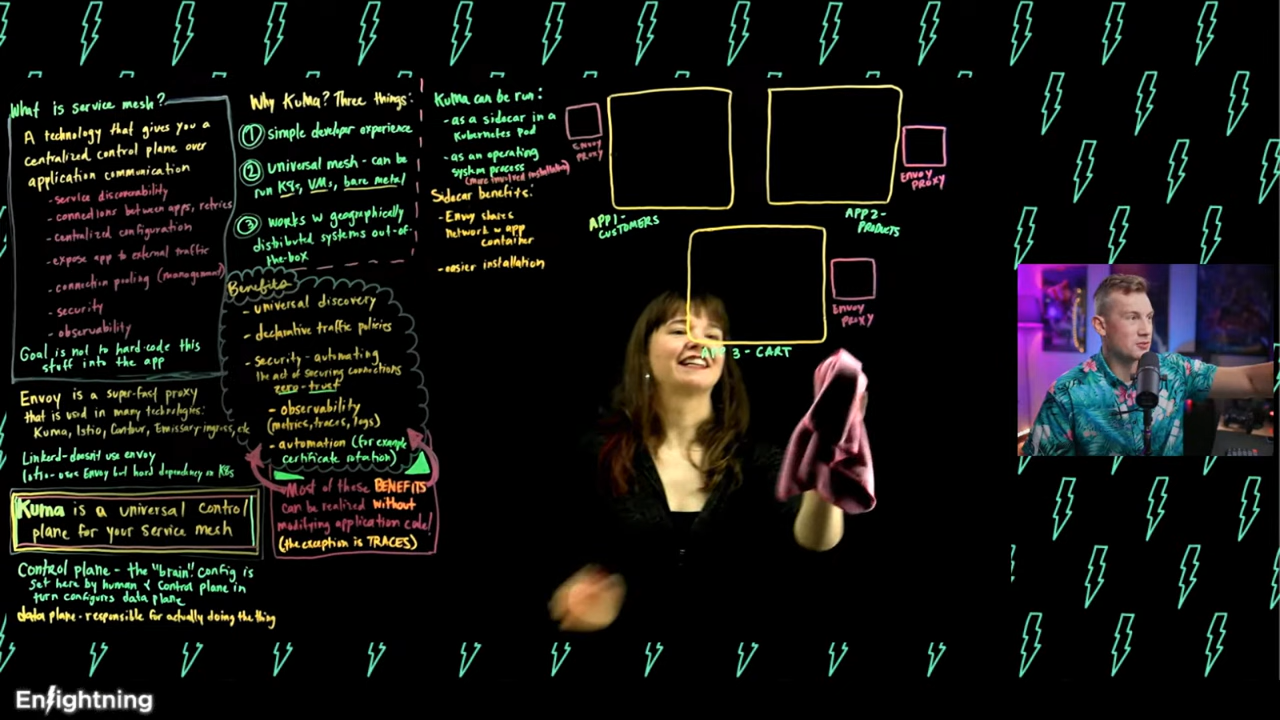 What is service mesh?
A technology that gives you a
centralized control plane over
application communication
- service discoverability
- connections between apps, retries
- centralized configuration
- expose app to external traffic
- connection pooling (management)
- security
- observability
Goal is not to hard-code this
stuff into the app
Envoy is a super-fast proxy
that is used in many technologies:
Kuma, Istio, Contour, Emissary-ingress, etc
Linkerd - doesn't use envoy
Istio - uses Envoy but hard dependency on K8s
Kuma is a universal control
plane for your service mesh
Control plane - the "brain". Config is
set here by human & control plane in
turn configures data plane
data plane - responsible for actually doing the thing
Why Kuma? Three things:
1 simple developer experience
2 universal mesh - can be
run K8s, VMs, bare metal
3 works w geographically
distributed systems out-of-
the-box
Benefits
- universal discovery
- declarative traffic policies
- security - automating
the act of securing connections
zero-trust
- observability
(metrics, traces, logs)
- automation (for example
certificate rotation)
Most of these BENEFITS
can be realized without
modifying application code!
(the exception is TRACES)
Kuma can be run:
- as a sidecar in a
Kubernetes pod
- as an operating
system process
(more involved installation)
Sidecar benefits:
- Envoy shares
Network w app
container
- easier installation
ENVOY
PROXY
APP 1 -
CUSTOMERS
APP 2 -
PRODUCTS
ENVOY
PROXY
APP 3 - CART
ENVOY
PROXY
Enlightning